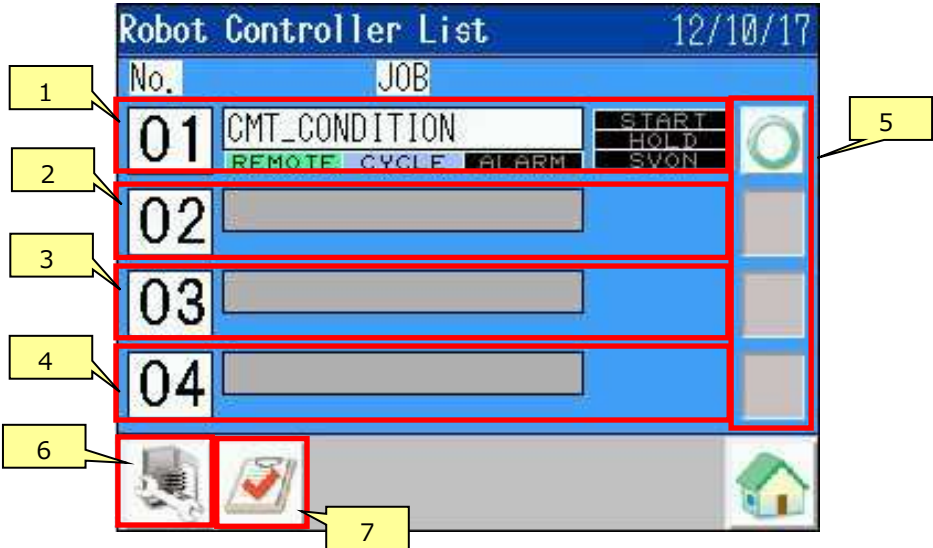 Robot Controller List 12/10/17
No. JOB
1
01 CMT_CONDITION START
HOLD
REMOTE CYCLE ALARM SVON
5
2
02
3
03
4
04
6
7